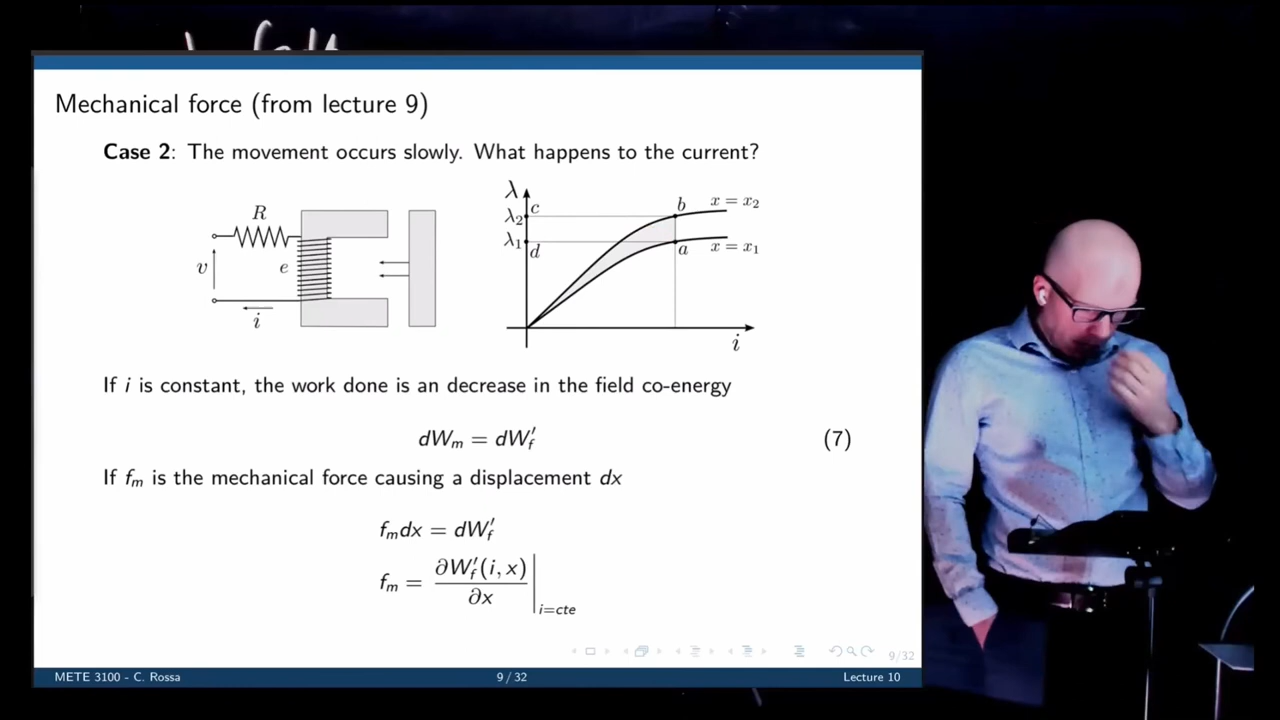 Mechanical force (from lecture 9)
Case 2: The movement occurs slowly. What happens to the current?
R
v
e
i
λ
λ2 c
λ1 d
b
a
x = x2
x = x1
i
If i is constant, the work done is an decrease in the field co-energy
dWm = dW′f (7)
If fm is the mechanical force causing a displacement dx
fmdx = dW′f
fm = ∂W′f(i, x) / ∂x |i=cte
9/32
METE 3100 - C. Rossa 9 / 32 Lecture 10